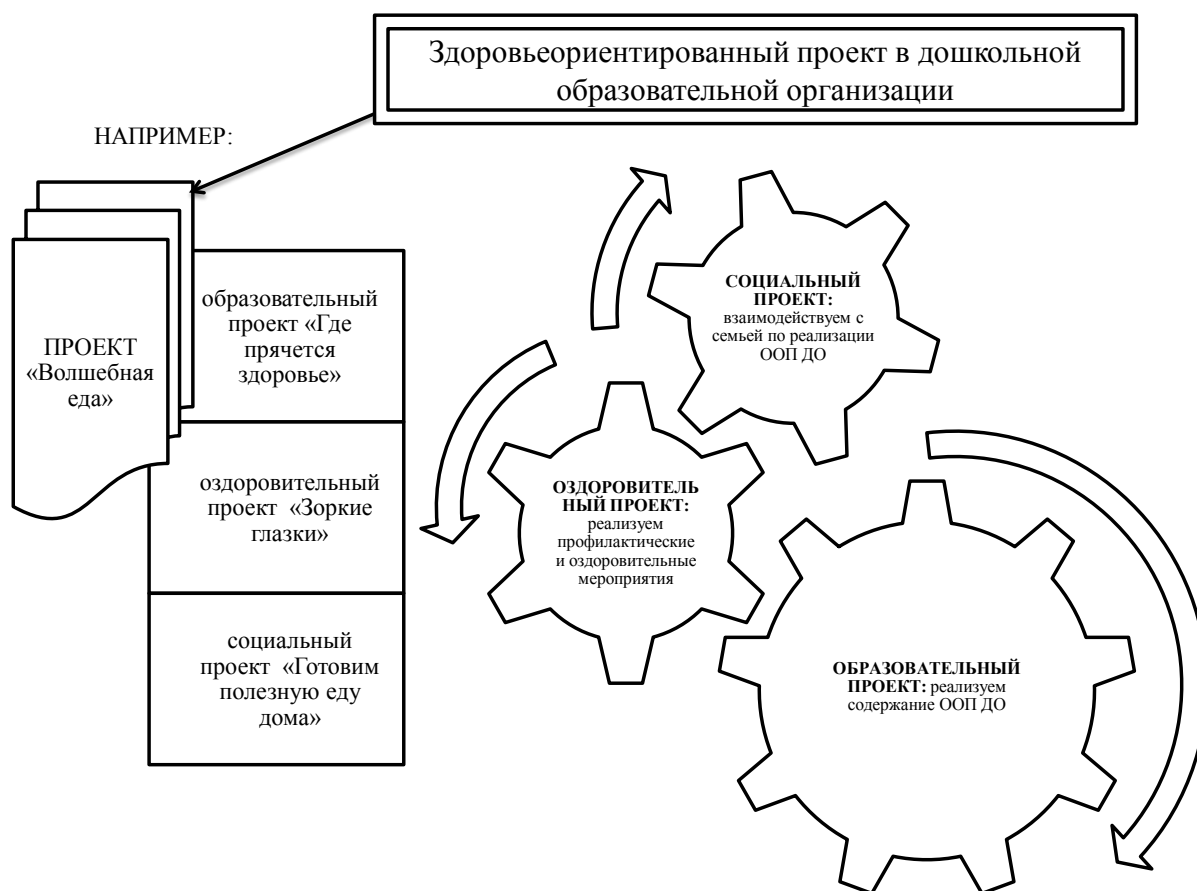 Здоровьеориентированный проект в дошкольной
образовательной организации
НАПРИМЕР:
ПРОЕКТ
«Волшебная
еда»
образовательный
проект «Где
прячется
здоровье»
оздоровительный
проект «Зоркие
глазки»
социальный
проект «Готовим
полезную еду
дома»
СОЦИАЛЬНЫЙ
ПРОЕКТ:
взаимодействуем с
семьей по реализации
ООП ДО
ОЗДОРОВИТЕЛЬ
НЫЙ ПРОЕКТ:
реализуем
профилактические
и оздоровительные
мероприятия
ОБРАЗОВАТЕЛЬНЫЙ
ПРОЕКТ: реализуем
содержание ООП ДО